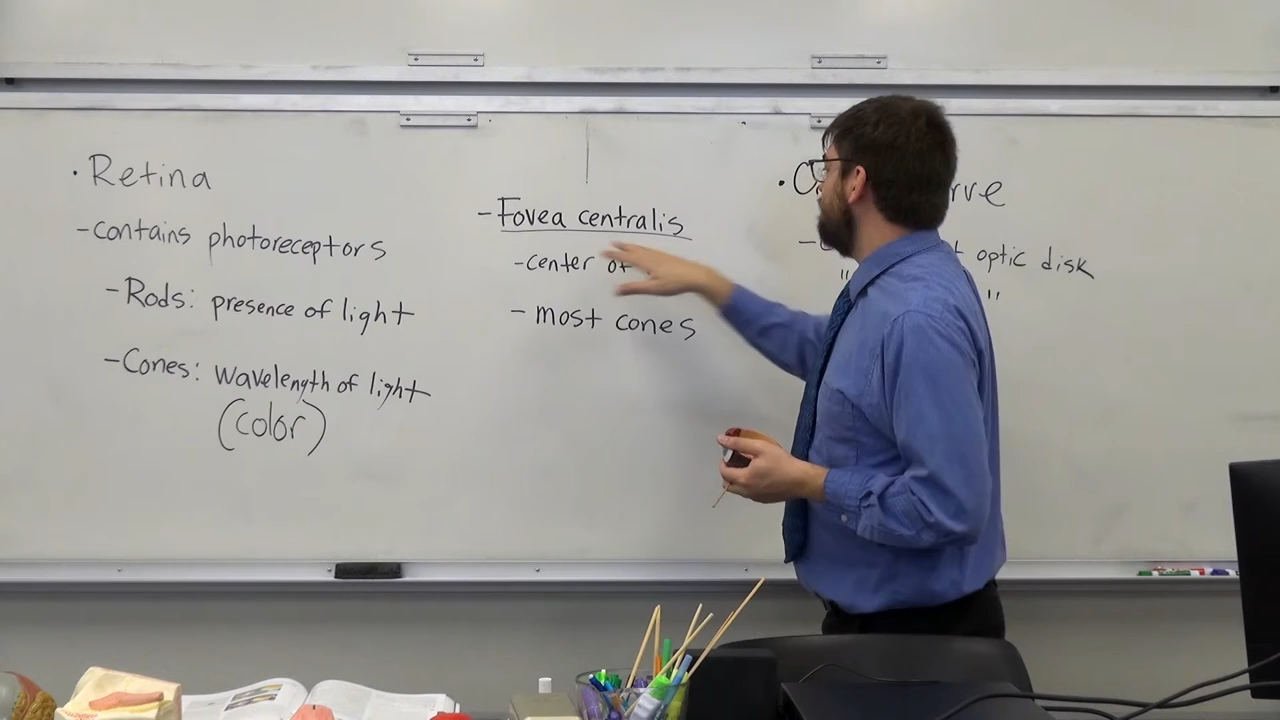 · Retina
- contains photoreceptors
- Rods: presence of light
- Cones: wavelength of light
(color)
- Fovea centralis
- center of
- most cones
optic disk
" "